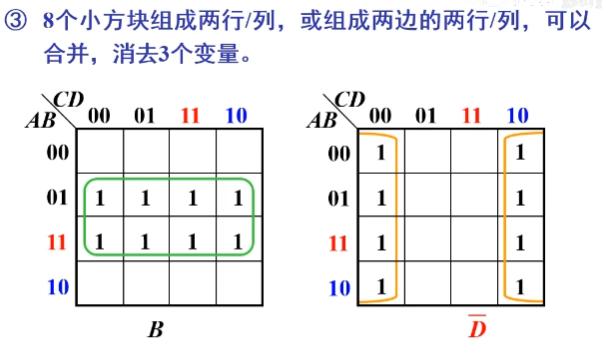 ③ 8个小方块组成两行/列，或组成两边的两行/列，可以
合并，消去3个变量。
CD
AB 00 01 11 10
00
01 1 1 1 1
11 1 1 1 1
10
B
CD
AB 00 01 11 10
00 1 1
01 1 1
11 1 1
10 1 1
D̅